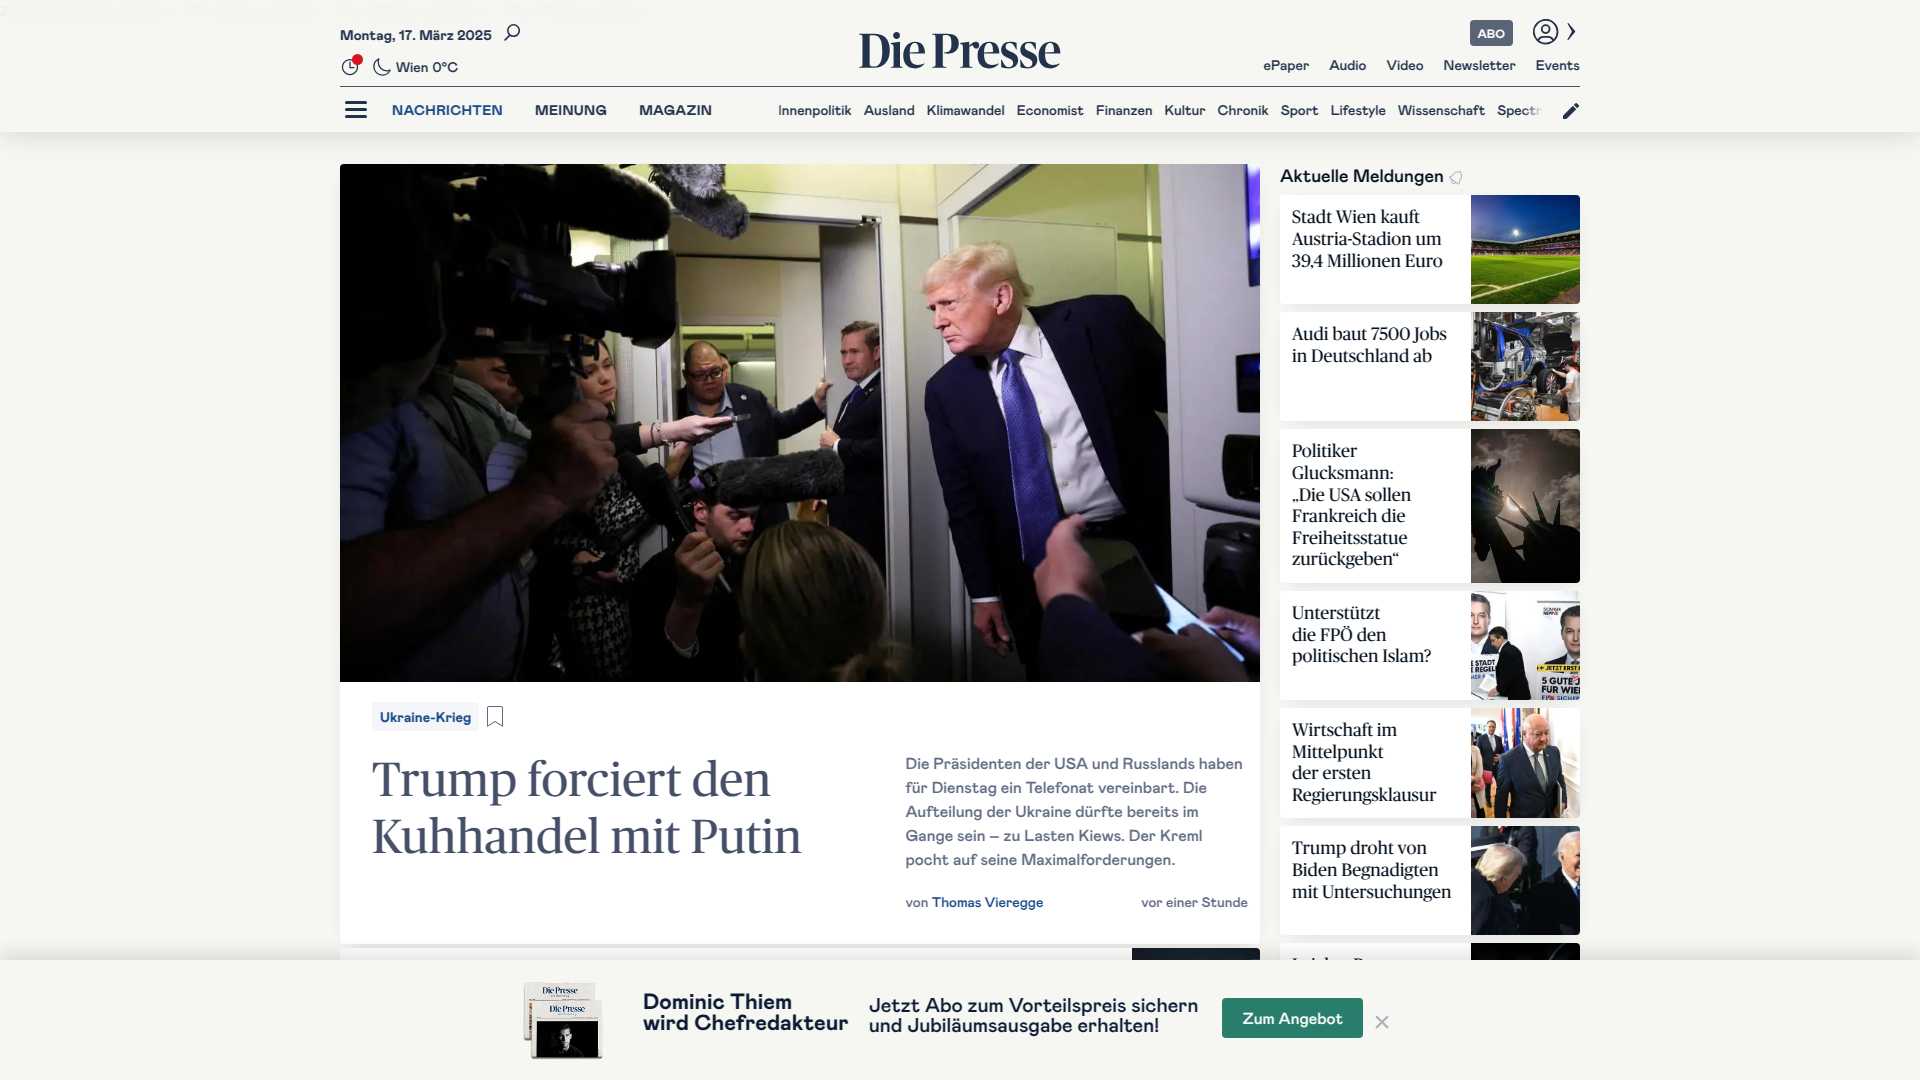 Montag, 17. März 2025
Wien 0°C
Die Presse
ABO
ePaper Audio Video Newsletter Events
NACHRICHTEN MEINUNG MAGAZIN
Innenpolitik Ausland Klimawandel Economist Finanzen Kultur Chronik Sport Lifestyle Wissenschaft Spectr
Ukraine-Krieg
Trump forciert den
Kuhhandel mit Putin
Die Präsidenten der USA und Russlands haben
für Dienstag ein Telefonat vereinbart. Die
Aufteilung der Ukraine dürfte bereits im
Gange sein – zu Lasten Kiews. Der Kreml
pocht auf seine Maximalforderungen.
von Thomas Vieregge
vor einer Stunde
Aktuelle Meldungen
Stadt Wien kauft
Austria-Stadion um
39,4 Millionen Euro
Audi baut 7500 Jobs
in Deutschland ab
Politiker
Glucksmann:
„Die USA sollen
Frankreich die
Freiheitsstatue
zurückgeben“
Unterstützt
die FPÖ den
politischen Islam?
Wirtschaft im
Mittelpunkt
der ersten
Regierungsklausur
Trump droht von
Biden Begnadigten
mit Untersuchungen
Die Presse
Die Presse
Dominic Thiem
wird Chefredakteur
Jetzt Abo zum Vorteilspreis sichern
und Jubiläumsausgabe erhalten!
Zum Angebot